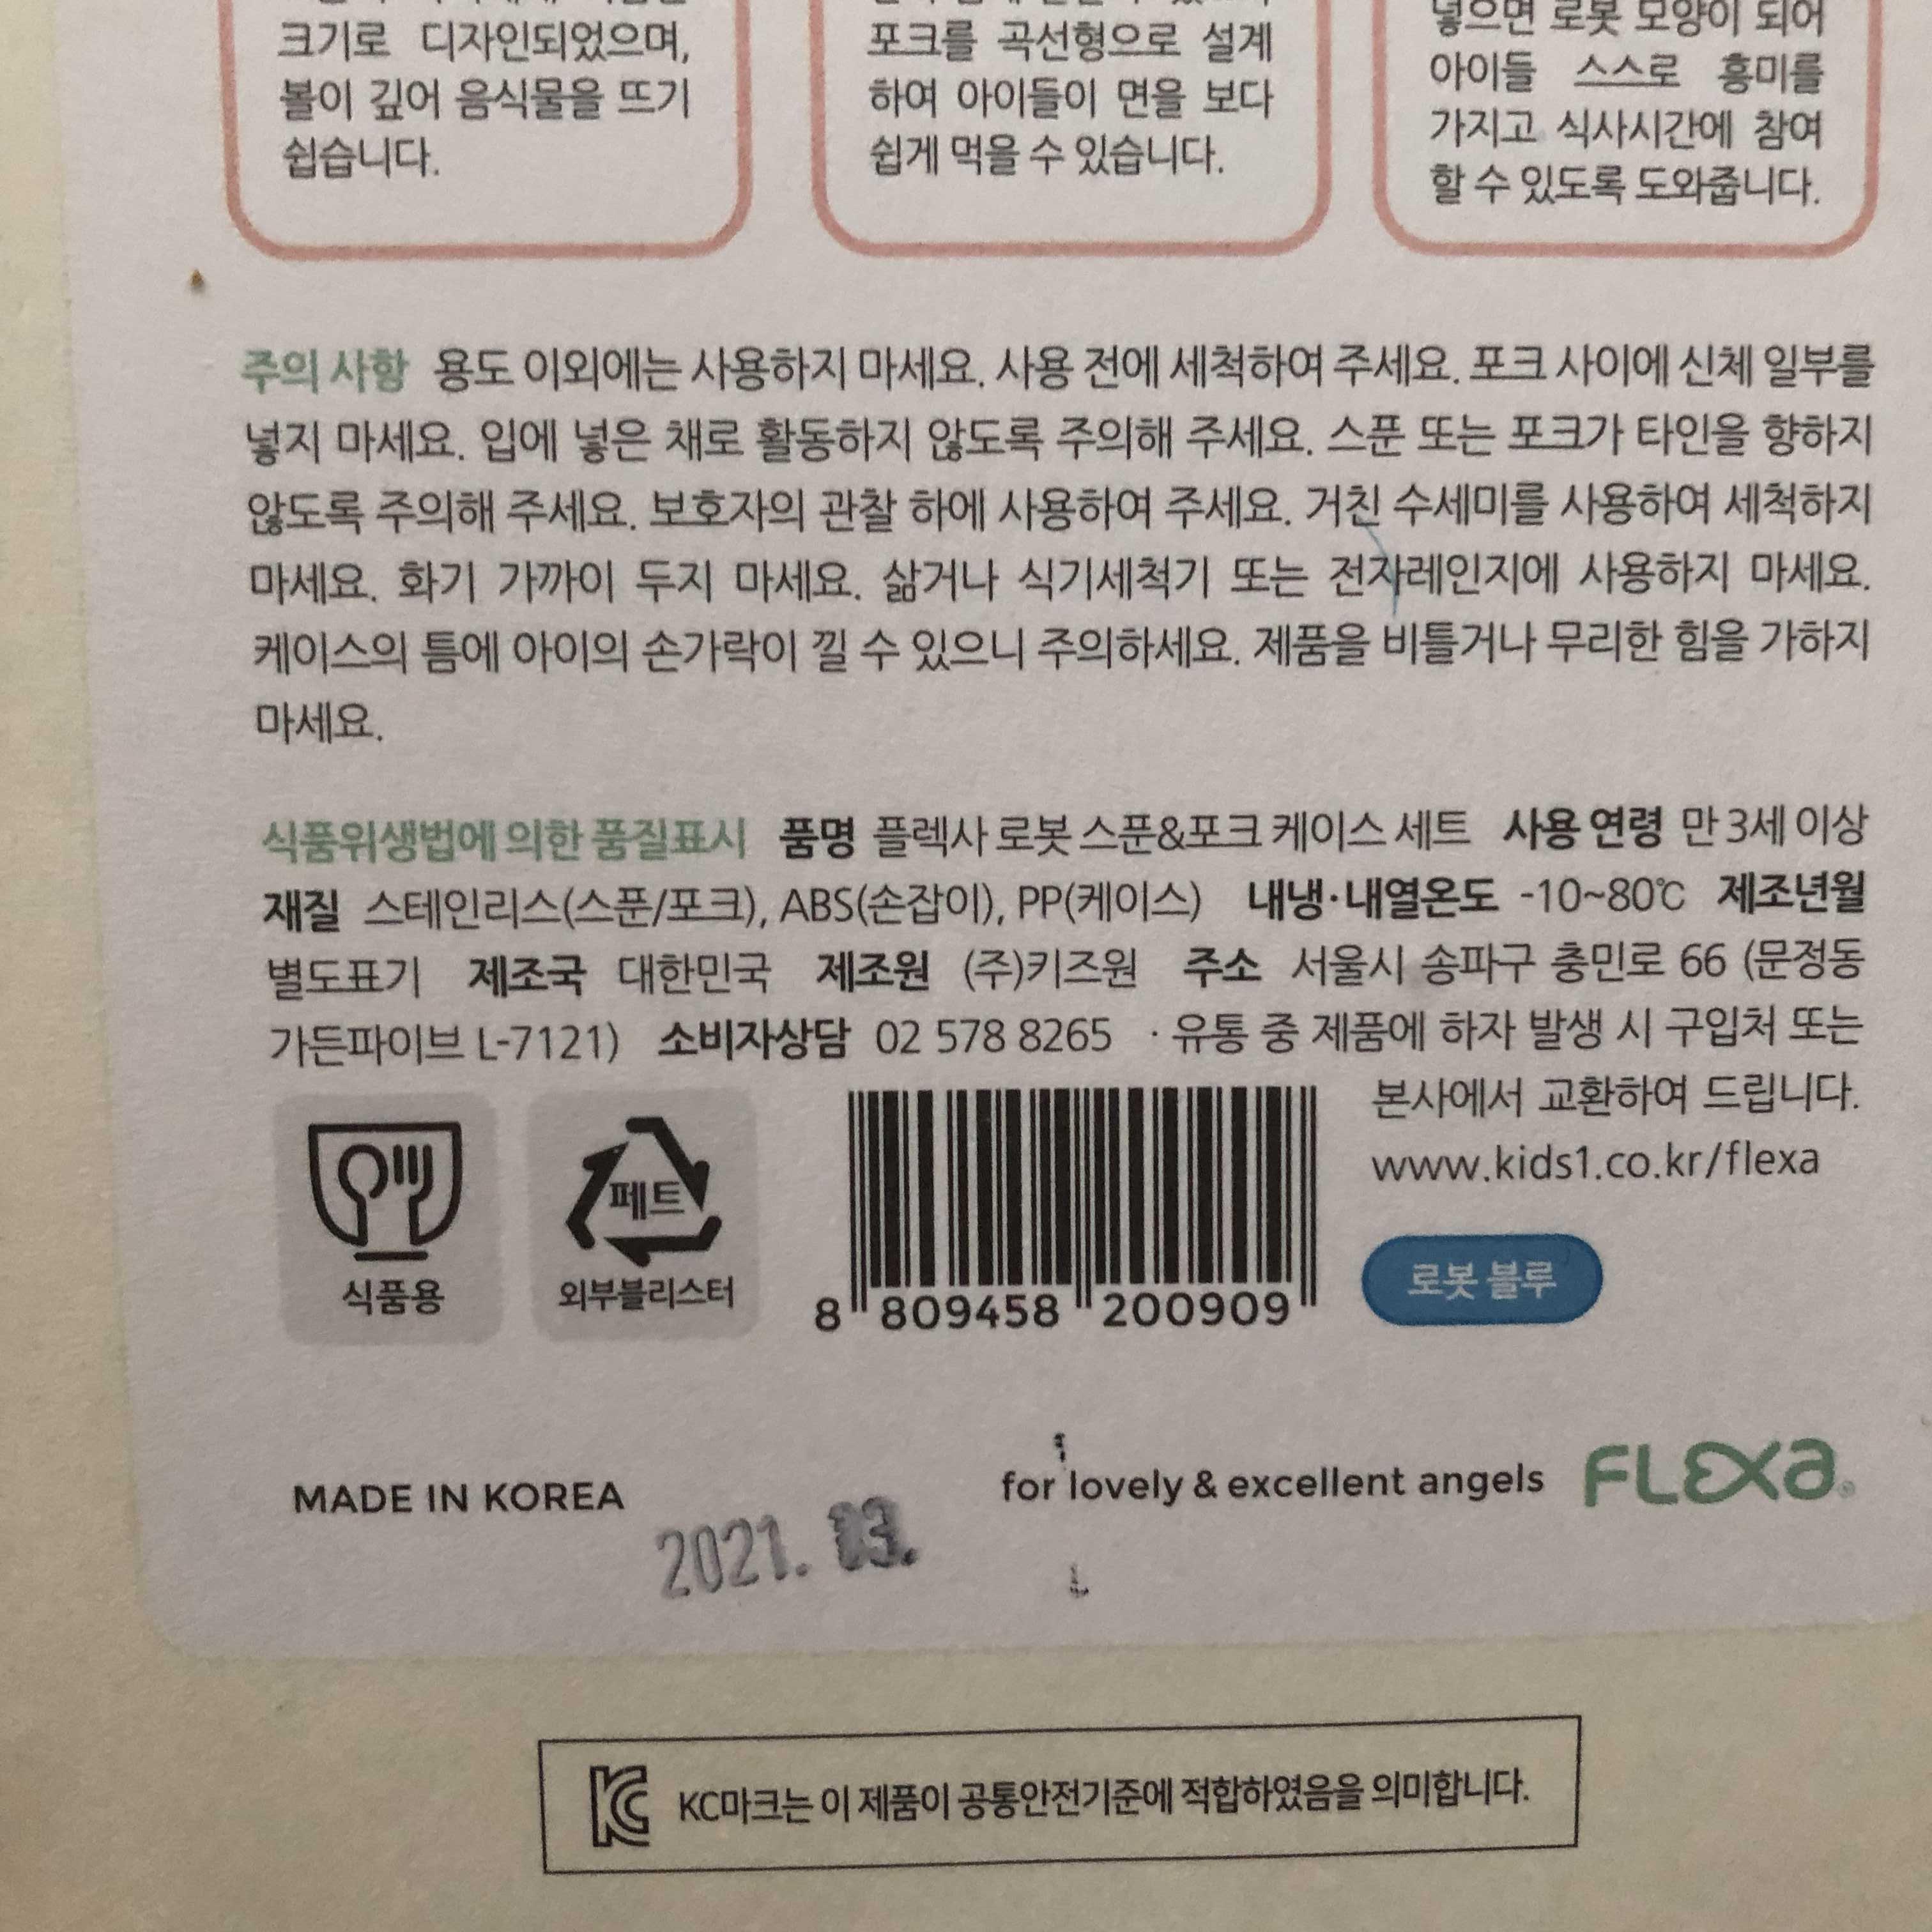 크기로 디자인되었으며,
볼이 깊어 음식물을 뜨기
쉽습니다.
포크를 곡선형으로 설계
하여 아이들이 면을 보다
쉽게 먹을 수 있습니다.
넣으면 로봇 모양이 되어
아이들 스스로 흥미를
가지고 식사시간에 참여
할 수 있도록 도와줍니다.
주의 사항 용도 이외에는 사용하지 마세요. 사용 전에 세척하여 주세요. 포크 사이에 신체 일부를
넣지 마세요. 입에 넣은 채로 활동하지 않도록 주의해 주세요. 스푼 또는 포크가 타인을 향하지
않도록 주의해 주세요. 보호자의 관찰 하에 사용하여 주세요. 거친 수세미를 사용하여 세척하지
마세요. 화기 가까이 두지 마세요. 삶거나 식기세척기 또는 전자레인지에 사용하지 마세요.
케이스의 틈에 아이의 손가락이 낄 수 있으니 주의하세요. 제품을 비틀거나 무리한 힘을 가하지
마세요.
식품위생법에 의한 품질표시 품명 플렉사 로봇 스푼&포크 케이스 세트 사용 연령 만 3세 이상
재질 스테인리스(스푼/포크), ABS(손잡이), PP(케이스) 내냉·내열온도 -10~80℃ 제조년월
별도표기 제조국 대한민국 제조원 (주)키즈원 주소 서울시 송파구 충민로 66 (문정동
가든파이브 L-7121) 소비자상담 02 578 8265 · 유통 중 제품에 하자 발생 시 구입처 또는
본사에서 교환하여 드립니다.
www.kids1.co.kr/flexa
페트
식품용
외부블리스터
8 809458 200909
로봇 블루
MADE IN KOREA
for lovely & excellent angels FLEXA
2021.
KC KC마크는 이 제품이 공통안전기준에 적합하였음을 의미합니다.